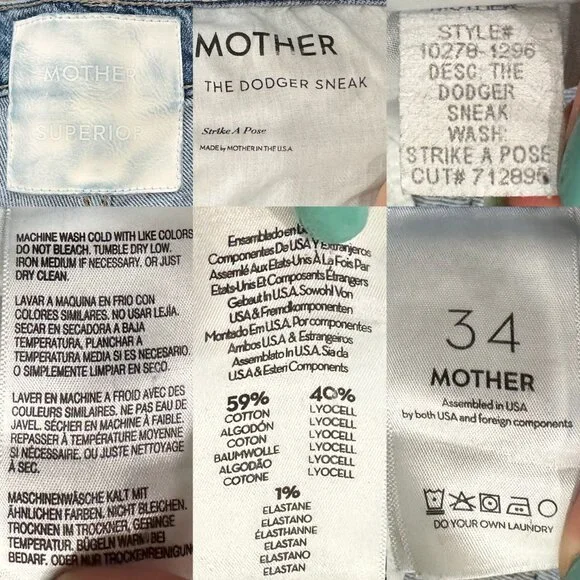 MOTHER
SUPERIOR
MOTHER
THE DODGER SNEAK
Strike A Pose
MADE by MOTHER IN THE U.S.A.
STYLE#
10278-1296
DESC: THE
DODGER
SNEAK
WASH:
STRIKE A POSE
CUT# 712895
MACHINE WASH COLD WITH LIKE COLORS
DO NOT BLEACH. TUMBLE DRY LOW.
IRON MEDIUM IF NECESSARY. OR JUST
DRY CLEAN.
LAVAR A MAQUINA EN FRIO CON
COLORES SIMILARES. NO USAR LEJÍA.
SECAR EN SECADORA A BAJA
TEMPERATURA, PLANCHAR A
TEMPERATURA MEDIA SI ES NECESARIO.
O SIMPLEMENTE LIMPIAR EN SECO.
LAVER EN MACHINE A FROID AVEC DES
COULEURS SIMILAIRES. NE PAS EAU DE
JAVEL. SÉCHER EN MACHINE À FAIBLE.
REPASSER À TEMPÉRATURE MOYENNE
SI NÉCESSAIRE. OU JUSTE NETTOYAGE
À SEC.
MASCHINENWÄSCHE KALT MIT
ÄHNLICHEN FARBEN. NICHT BLEICHEN.
TROCKNEN IM TROCKNER, GERINGE
TEMPERATUR. BÜGELN WARM BEI
BEDARF. ODER NUR TROCKENREINIGUN
Ensamblado en
Componentes De USA Y Extranjeros
Assemlé Aux Etats-Unis À La Fois Par
Etats-Unis Et Composants Étrangers
Gebaut In U.S.A. Sowohl Von
USA & Fremdkomponenten
Montado Em U.S.A. Por componentes
Ambos U.S.A & Estrangeiros
Assemblato In U.S.A. Sia da
U.S.A & Esteri Componenti
59% 40%
COTTON LYOCELL
ALGODÓN LYOCELL
COTON LYOCELL
BAUMWOLLE LYOCELL
ALGODÃO LYOCELL
COTONE LYOCELL
1%
ELASTANE
ELASTANO
ÉLASTHANNE
ELASTAN
ELASTANO
ELASTAN
34
MOTHER
Assembled in USA
by both USA and foreign components
DO YOUR OWN LAUNDRY